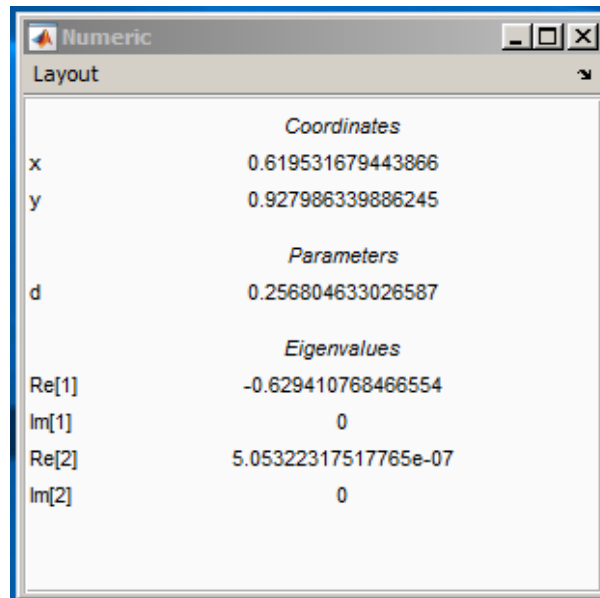 Numeric
Layout
Coordinates
x 0.619531679443866
y 0.927986339886245
Parameters
d 0.256804633026587
Eigenvalues
Re[1] -0.629410768466554
Im[1] 0
Re[2] 5.05322317517765e-07
Im[2] 0